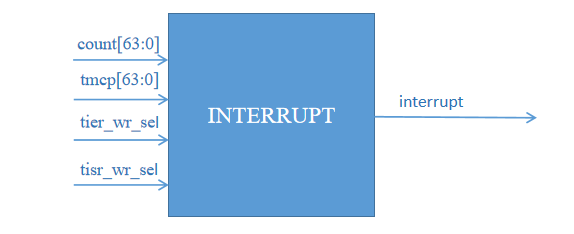 count[63:0]
tmcp[63:0]
tier_wr_sel
tisr_wr_sel
INTERRUPT
interrupt